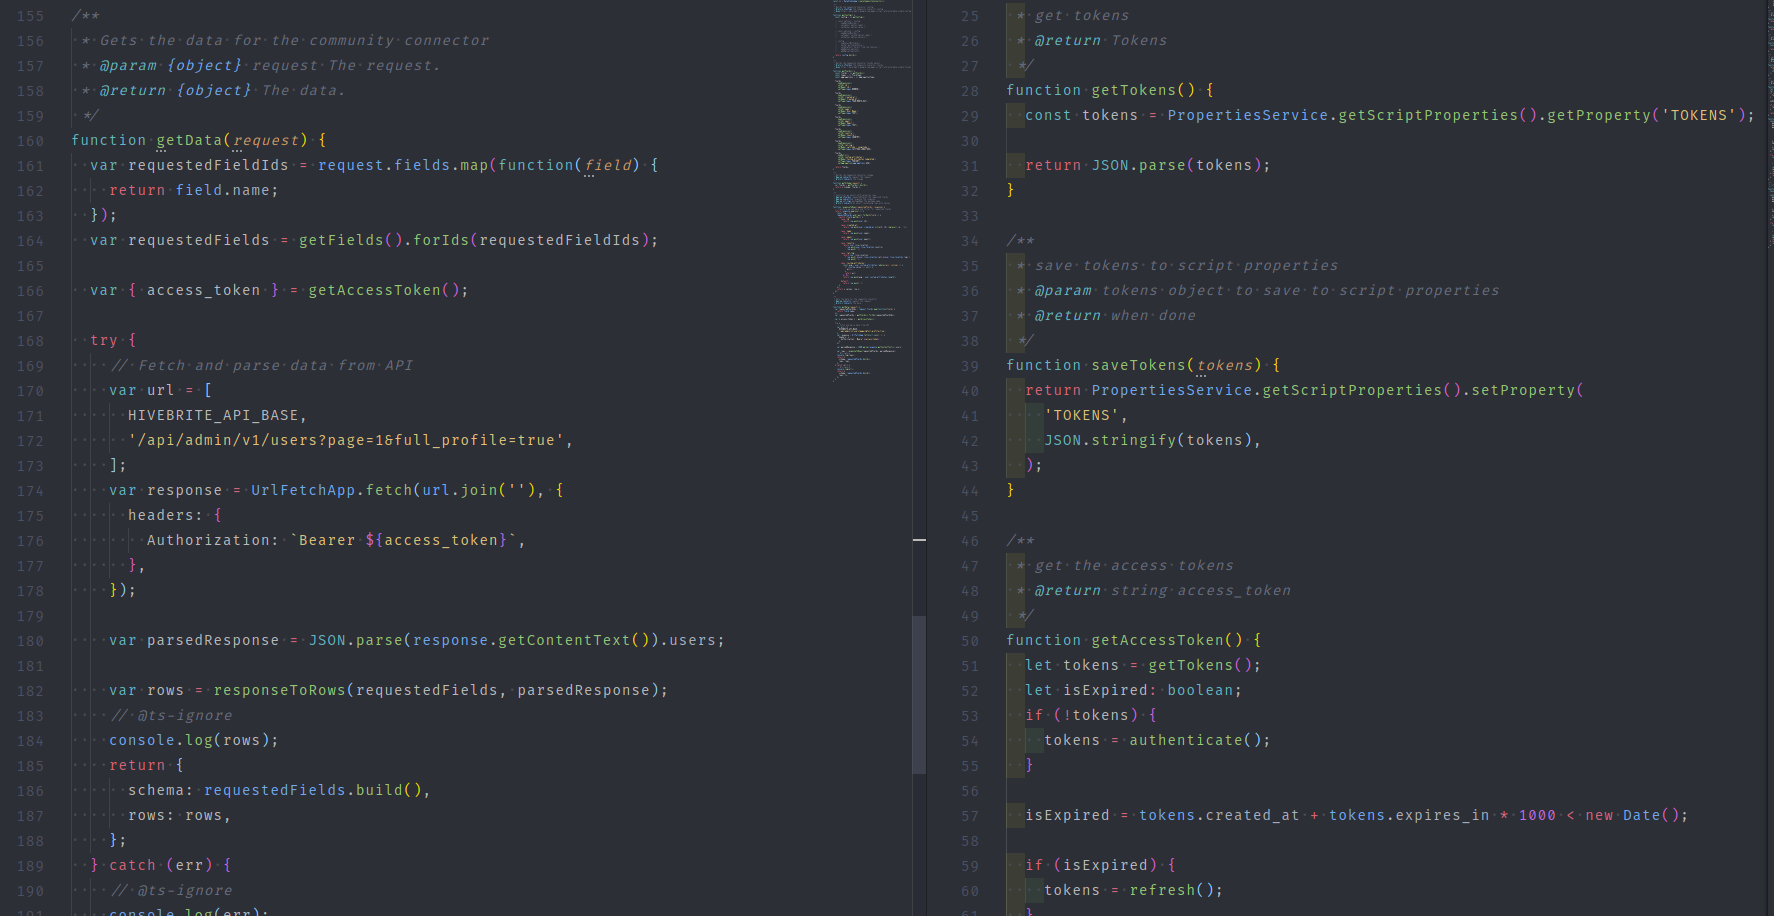 155 /**
156  * Gets the data for the community connector
157  * @param {object} request The request.
158  * @return {object} The data.
159  */
160 function getData(request) {
161   var requestedFieldIds = request.fields.map(function(field) {
162     return field.name;
163   });
164   var requestedFields = getFields().forIds(requestedFieldIds);
165
166   var { access_token } = getAccessToken();
167
168   try {
169     // Fetch and parse data from API
170     var url = [
171       HIVEBRITE_API_BASE,
172       '/api/admin/v1/users?page=1&full_profile=true',
173     ];
174     var response = UrlFetchApp.fetch(url.join(''), {
175       headers: {
176         Authorization: `Bearer ${access_token}`,
177       },
178     });
179
180     var parsedResponse = JSON.parse(response.getContentText()).users;
181
182     var rows = responseToRows(requestedFields, parsedResponse);
183     // @ts-ignore
184     console.log(rows);
185     return {
186       schema: requestedFields.build(),
187       rows: rows,
188     };
189   } catch (err) {
190     // @ts-ignore
191     console.log(err);
25  * get tokens
26  * @return Tokens
27  */
28 function getTokens() {
29   const tokens = PropertiesService.getScriptProperties().getProperty('TOKENS');
30
31   return JSON.parse(tokens);
32 }
33
34 /**
35  * save tokens to script properties
36  * @param tokens object to save to script properties
37  * @return when done
38  */
39 function saveTokens(tokens) {
40   return PropertiesService.getScriptProperties().setProperty(
41     'TOKENS',
42     JSON.stringify(tokens),
43   );
44 }
45
46 /**
47  * get the access tokens
48  * @return string access_token
49  */
50 function getAccessToken() {
51   let tokens = getTokens();
52   let isExpired: boolean;
53   if (!tokens) {
54     tokens = authenticate();
55   }
56
57   isExpired = tokens.created_at + tokens.expires_in * 1000 < new Date();
58
59   if (isExpired) {
60     tokens = refresh();
61   }